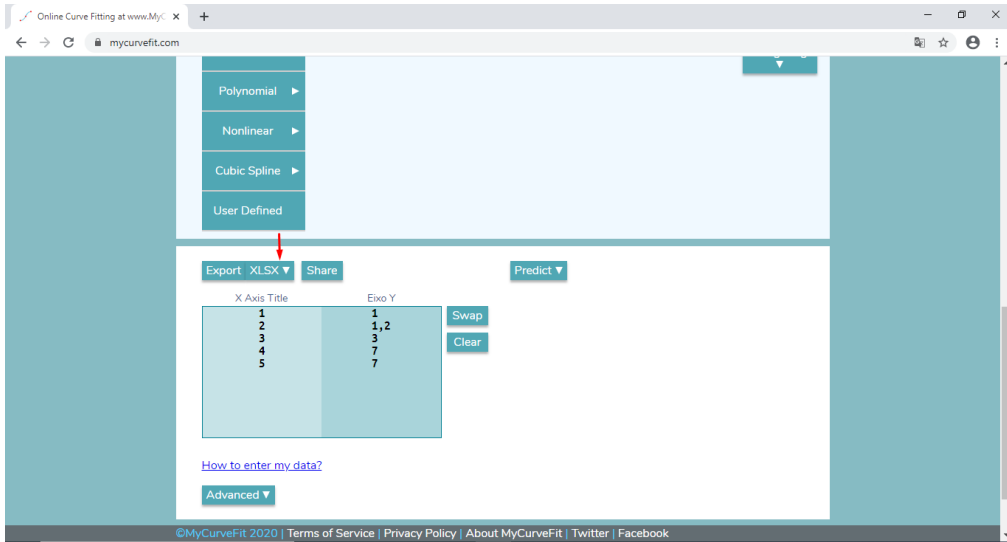 Online Curve Fitting at www.My
mycurvefit.com
Polynomial ▶
Nonlinear ▶
Cubic Spline ▶
User Defined
Export XLSX ▼ Share Predict ▼
X Axis Title Eixo Y
1 1
2 1,2
3 3
4 7
5 7
Swap
Clear
How to enter my data?
Advanced ▼
©MyCurveFit 2020 | Terms of Service | Privacy Policy | About MyCurveFit | Twitter | Facebook